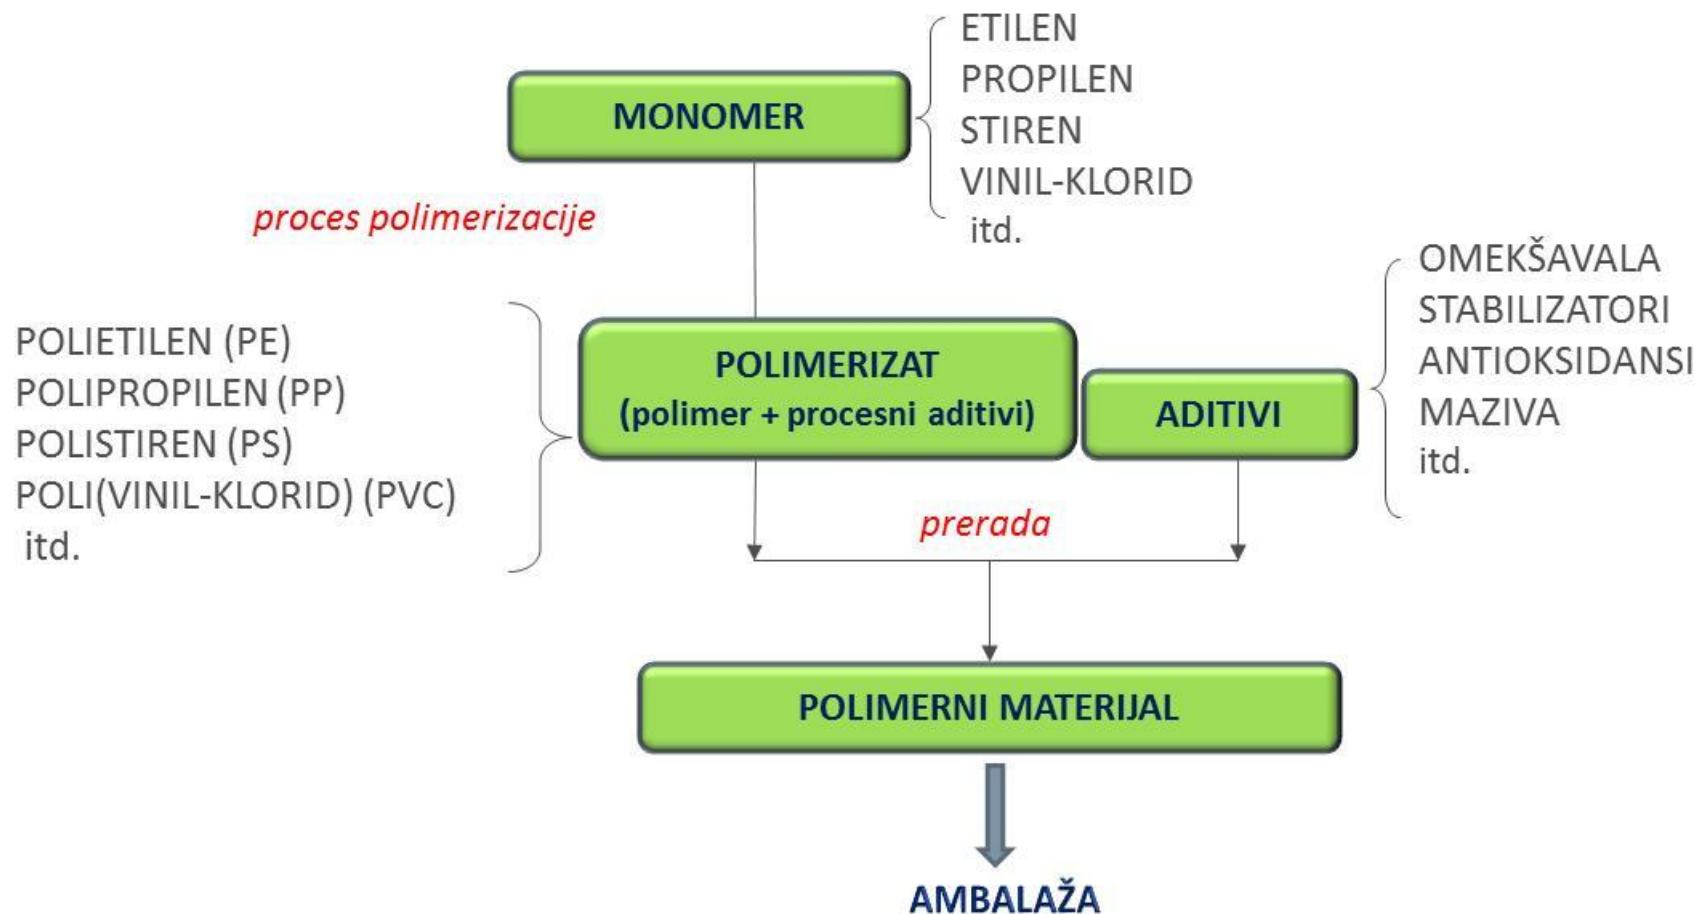 MONOMER
ETILEN
PROPILEN
STIREN
VINIL-KLORID
itd.
proces polimerizacije
POLIETILEN (PE)
POLIPROPILEN (PP)
POLISTIREN (PS)
POLI(VINIL-KLORID) (PVC)
itd.
POLIMERIZAT
(polimer + procesni aditivi)
ADITIVI
OMEKŠAVALA
STABILIZATORI
ANTIOKSIDANSI
MAZIVA
itd.
prerada
POLIMERNI MATERIJAL
AMBALAŽA